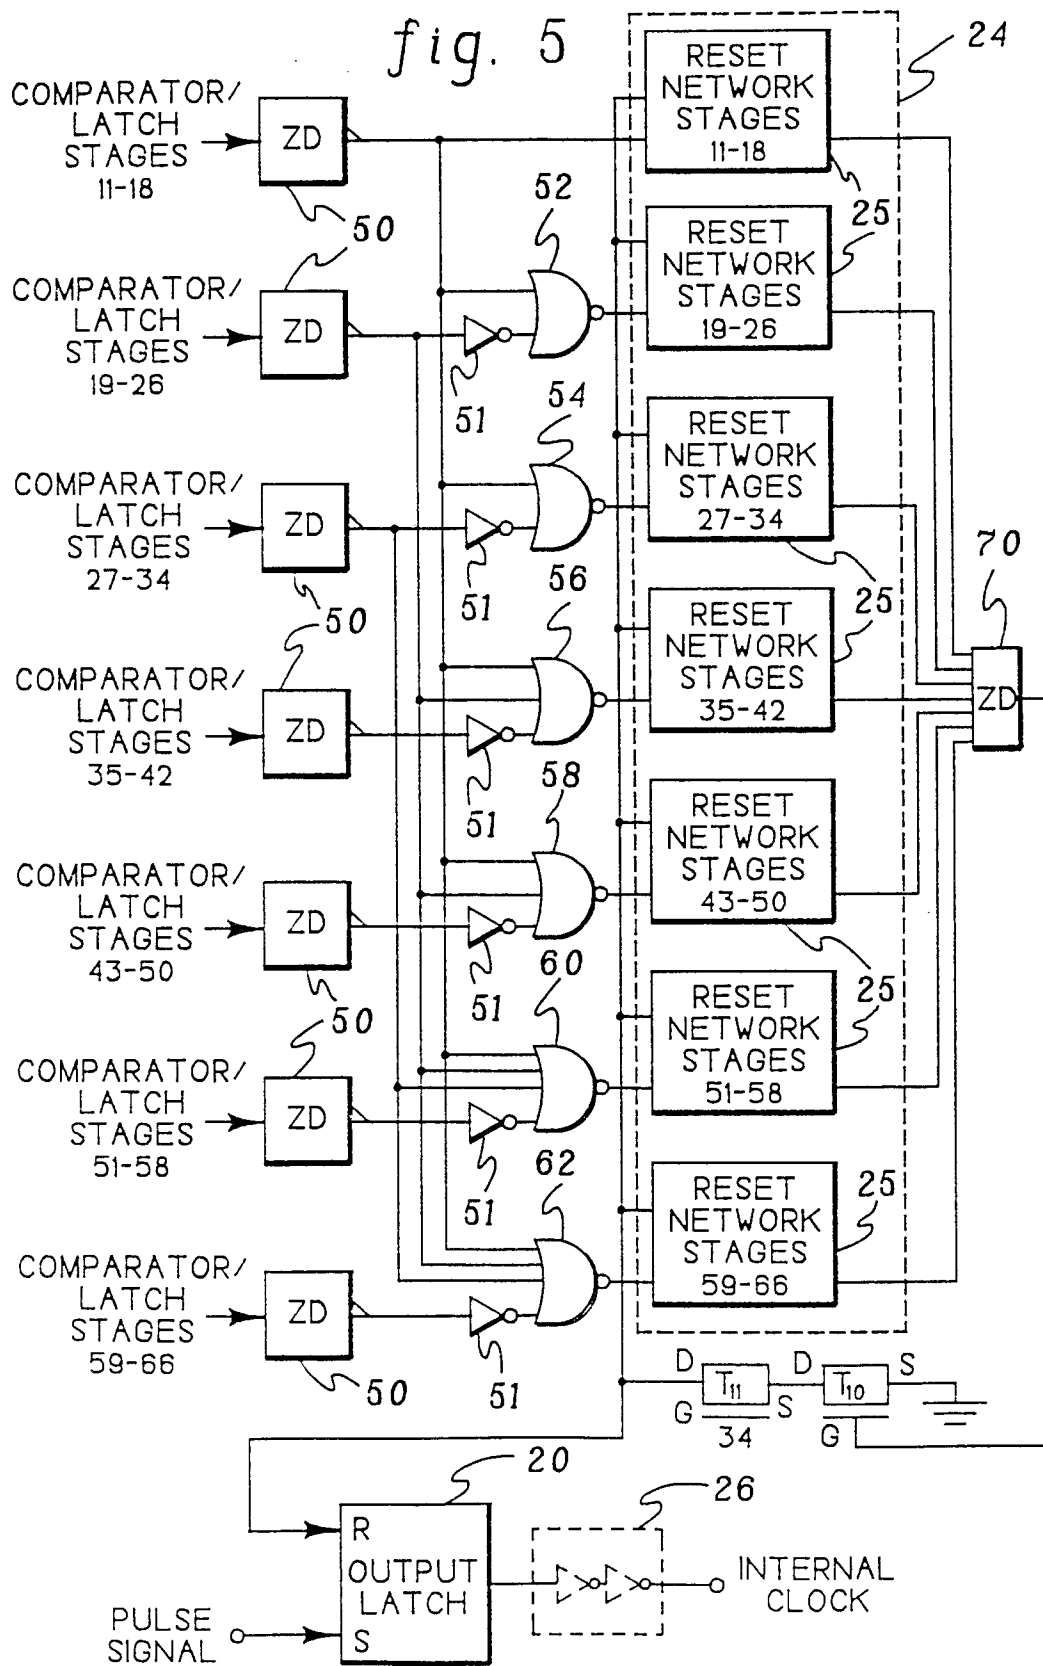 fig. 5
24
COMPARATOR/
LATCH
STAGES
11-18
ZD
50
RESET
NETWORK
STAGES
11-18
25
52
COMPARATOR/
LATCH
STAGES
19-26
ZD
51
RESET
NETWORK
STAGES
19-26
54
COMPARATOR/
LATCH
STAGES
27-34
ZD
50
51
RESET
NETWORK
STAGES
27-34
25
70
ZD
56
COMPARATOR/
LATCH
STAGES
35-42
ZD
51
RESET
NETWORK
STAGES
35-42
58
COMPARATOR/
LATCH
STAGES
43-50
ZD
50
51
RESET
NETWORK
STAGES
43-50
25
60
COMPARATOR/
LATCH
STAGES
51-58
ZD
51
RESET
NETWORK
STAGES
51-58
62
COMPARATOR/
LATCH
STAGES
59-66
ZD
50
51
RESET
NETWORK
STAGES
59-66
25
D
T11
S
G
34
D
T10
S
G
20
R
OUTPUT
LATCH
S
26
INTERNAL
CLOCK
PULSE
SIGNAL